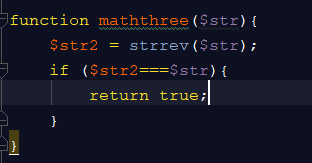 function maththree($str){
$str2 = strrev($str);
if ($str2===$str){
return true;
}
}